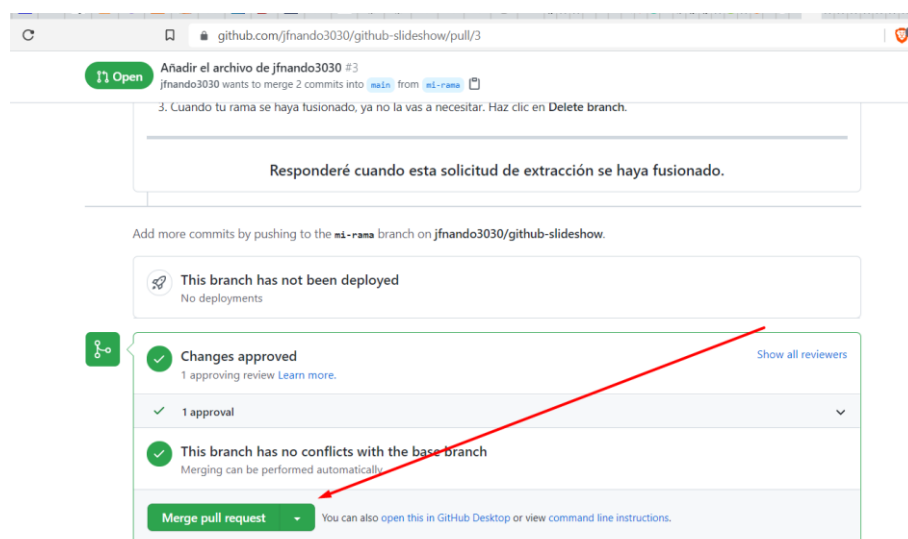 github.com/jfnando3030/github-slideshow/pull/3
Open
Añadir el archivo de jfnando3030 #3
jfnando3030 wants to merge 2 commits into main from mi-rama
3. Cuando tu rama se haya fusionado, ya no la vas a necesitar. Haz clic en Delete branch.
Responderé cuando esta solicitud de extracción se haya fusionado.
Add more commits by pushing to the mi-rama branch on jfnando3030/github-slideshow.
This branch has not been deployed
No deployments
Changes approved
Show all reviewers
1 approving review Learn more.
1 approval
This branch has no conflicts with the base branch
Merging can be performed automatically.
Merge pull request
You can also open this in GitHub Desktop or view command line instructions.